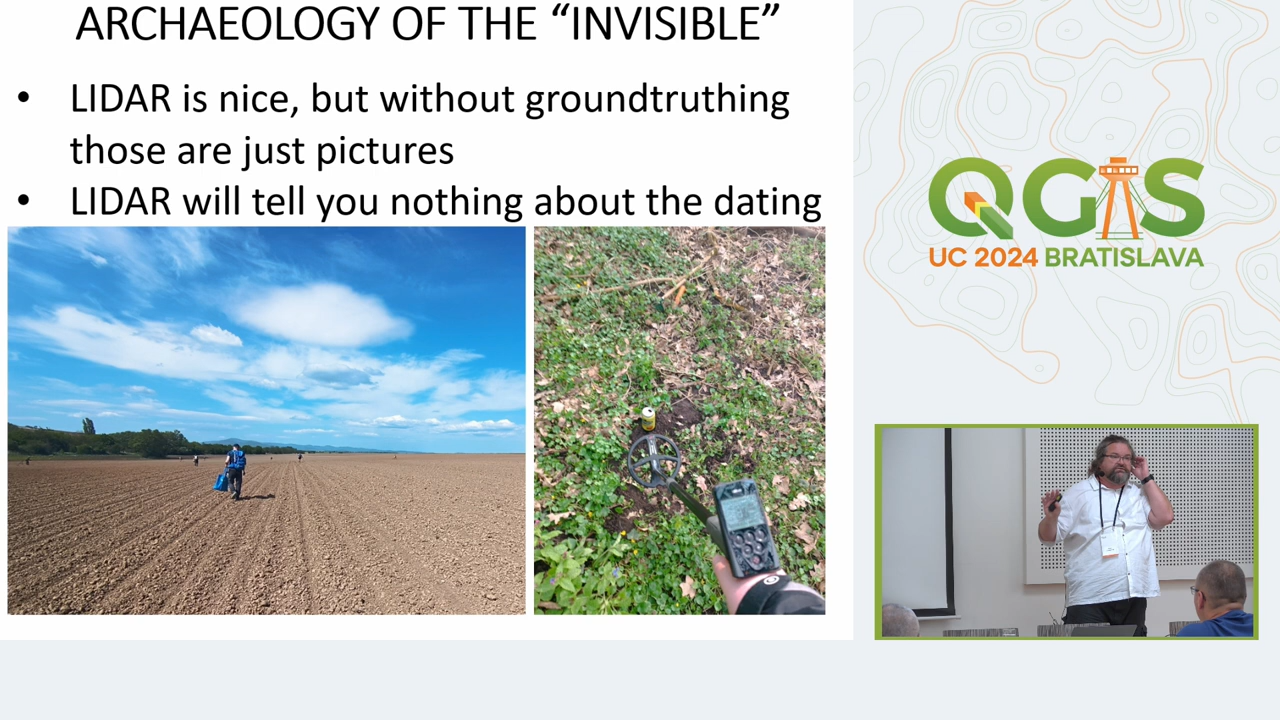 ARCHAEOLOGY OF THE “INVISIBLE”
• LIDAR is nice, but without groundtruthing
those are just pictures
• LIDAR will tell you nothing about the dating
QGIS
UC 2024 BRATISLAVA